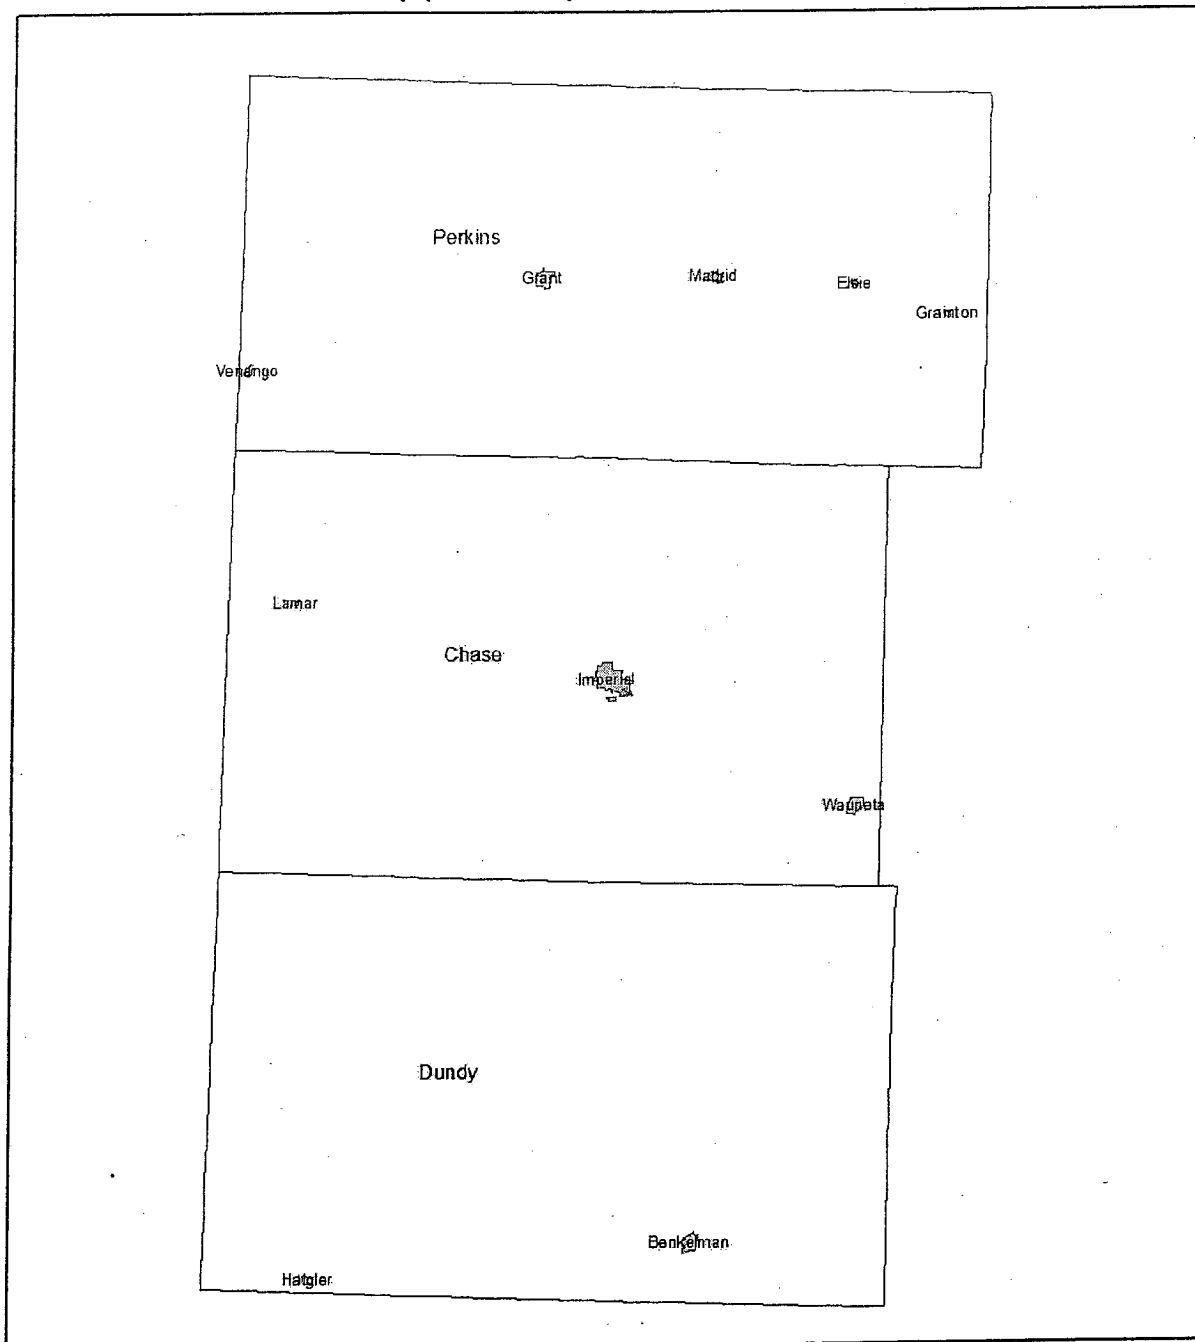 Perkins
Grant
Madrid
Elsie
Grainton
Venango
Lamar
Chase
Imperial
Wauneta
Dundy
Benkelman
Haigler